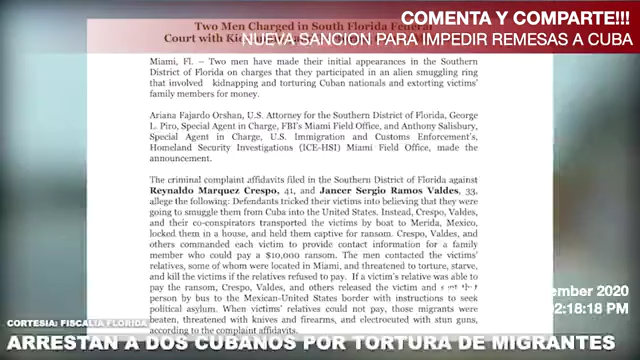 COMENTA Y COMPARTE!!!
NUEVA SANCION PARA IMPEDIR REMESAS A CUBA
Two Men Charged in South Florida Federal
Court with
Miami, Fl. – Two men have made their initial appearances in the Southern
District of Florida on charges that they participated in an alien smuggling ring
that involved kidnapping and torturing Cuban nationals and extorting victims'
family members for money.
Ariana Fajardo Orshan, U.S. Attorney for the Southern District of Florida, George
L. Piro, Special Agent in Charge, FBI's Miami Field Office, and Anthony Salisbury,
Special Agent in Charge, U.S. Immigration and Customs Enforcement's,
Homeland Security Investigations (ICE-HSI) Miami Field Office, made the
announcement.
The criminal complaint affidavits filed in the Southern District of Florida against
Reynaldo Marquez Crespo, 41, and Jancer Sergio Ramos Valdes, 33,
allege the following: Defendants tricked their victims into believing that they were
going to smuggle them from Cuba into the United States. Instead, Crespo, Valdes,
and their co-conspirators transported the victims by boat to Merida, Mexico,
locked them in a house, and held them captive for ransom. Crespo, Valdes, and
others commanded each victim to provide contact information for a family
member who could pay a $10,000 ransom. The men contacted the victims'
relatives, some of whom were located in Miami, and threatened to torture, starve,
and kill the victims if the relatives refused to pay. If a victim's relative was able to
pay the ransom, Crespo, Valdes, and others released the victim and sent that
person by bus to the Mexican-United States border with instructions to seek
political asylum. When victims' relatives could not pay, those migrants were
beaten, threatened with knives and firearms, and electrocuted with stun guns,
according to the complaint affidavits.
ember 2020
2:18:18 PM
CORTESIA: FISCALIA FLORIDA
ARRESTAN A DOS CUBANOS POR TORTURA DE MIGRANTES